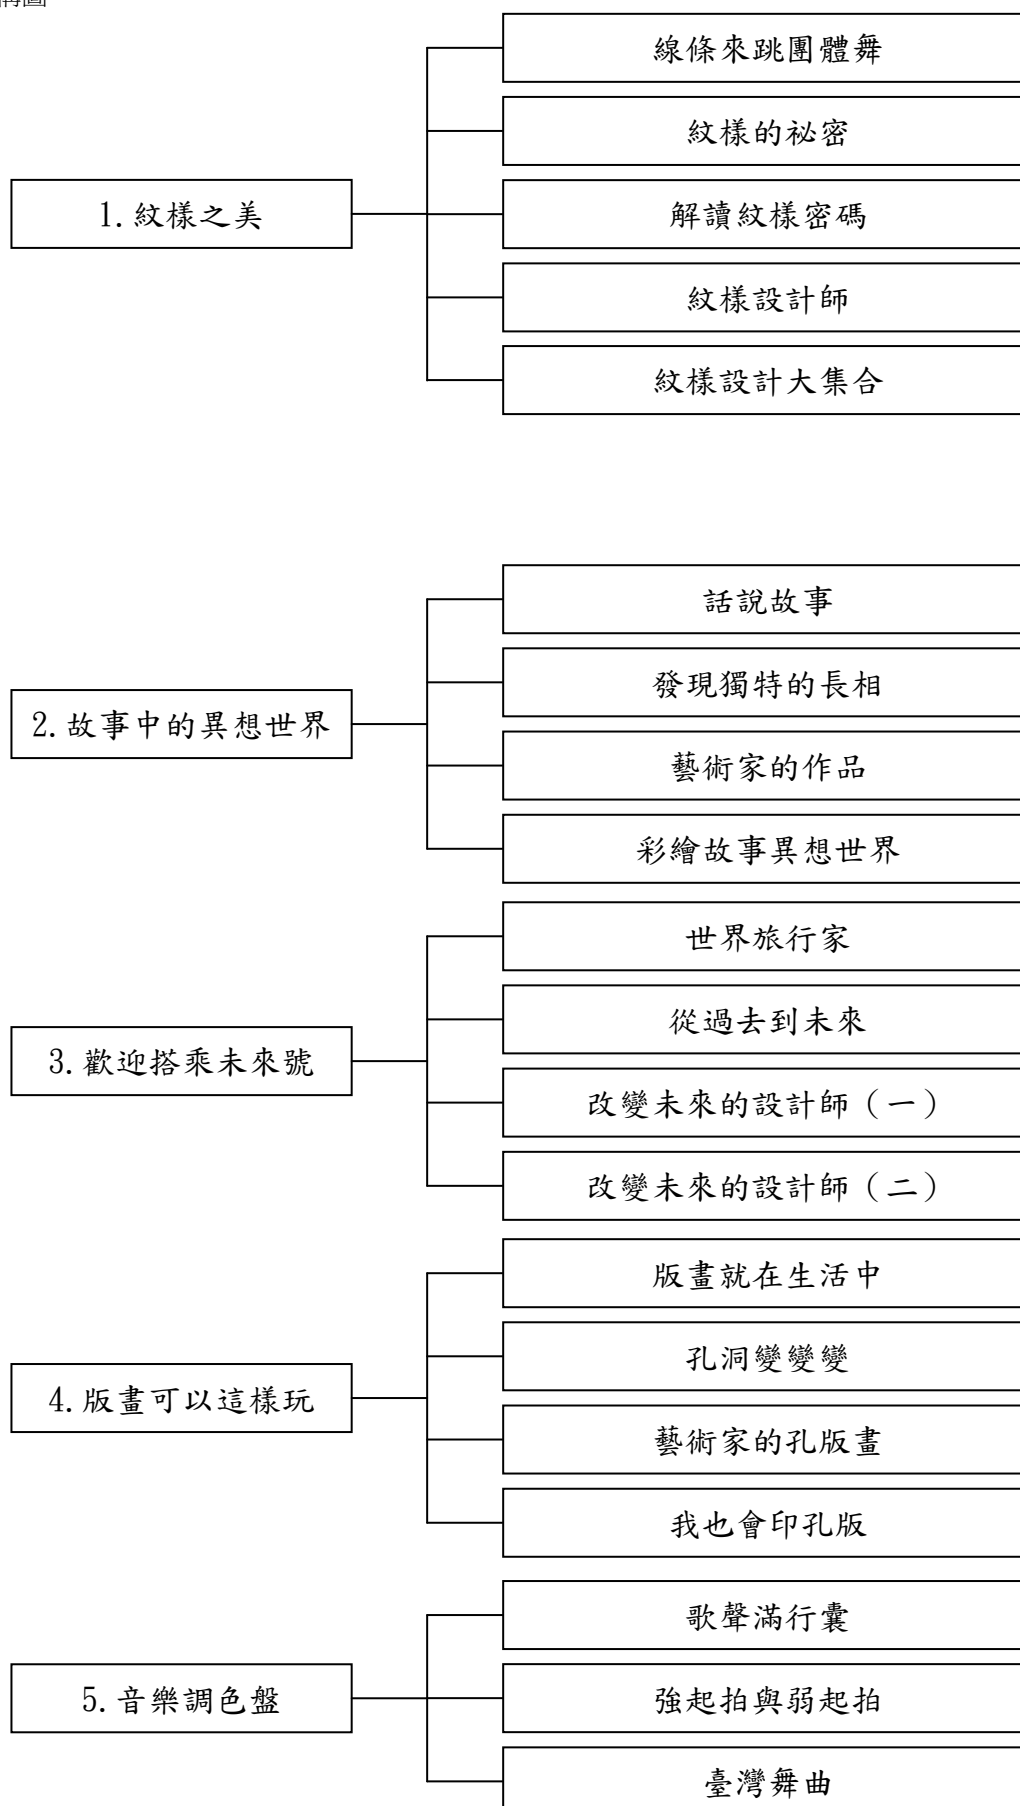 構圖
1.紋樣之美
線條來跳團體舞
紋樣的祕密
解讀紋樣密碼
紋樣設計師
紋樣設計大集合
2.故事中的異想世界
話說故事
發現獨特的長相
藝術家的作品
彩繪故事異想世界
3.歡迎搭乘未來號
世界旅行家
從過去到未來
改變未來的設計師（一）
改變未來的設計師（二）
4.版畫可以這樣玩
版畫就在生活中
孔洞變變變
藝術家的孔版畫
我也會印孔版
5.音樂調色盤
歌聲滿行囊
強起拍與弱起拍
臺灣舞曲